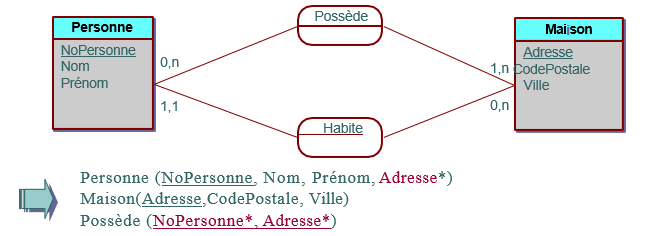 Possède
Personne
NoPersonne
Nom
Prénom
0,n
1,1
Maison
Adresse
1,n CodePostale
Ville
0,n
Habite
Personne (NoPersonne, Nom, Prénom, Adresse*)
Maison(Adresse,CodePostale, Ville)
Possède (NoPersonne*, Adresse*)